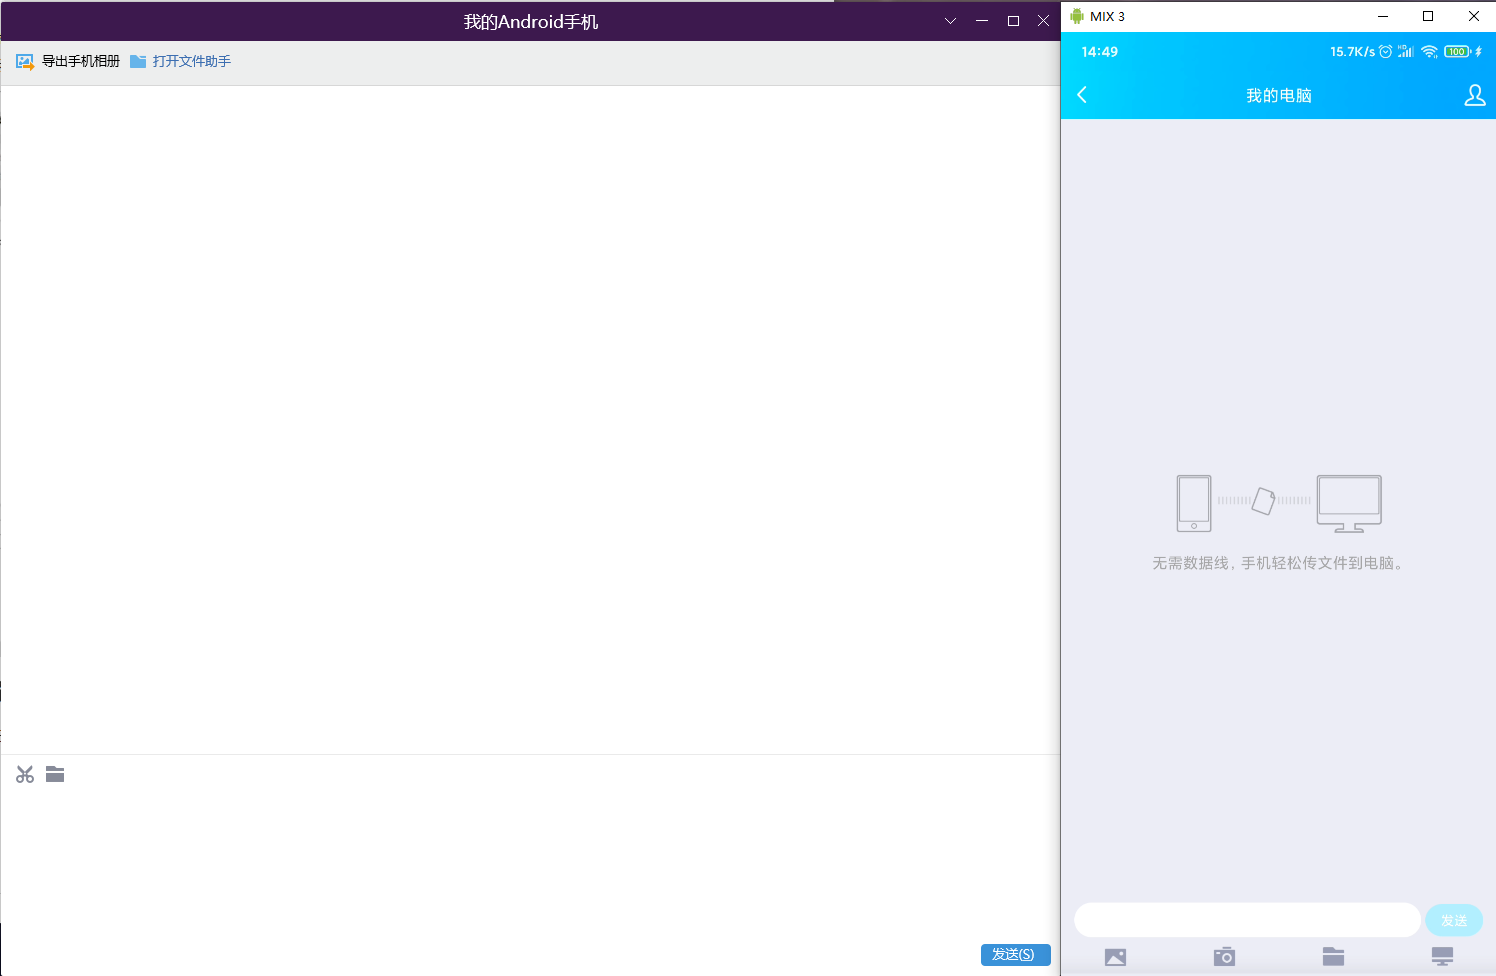 我的Android手机
导出手机相册 打开文件助手
发送(S)
MIX 3
14:49 15.7K/s HD 100
我的电脑
无需数据线，手机轻松传文件到电脑。
发送